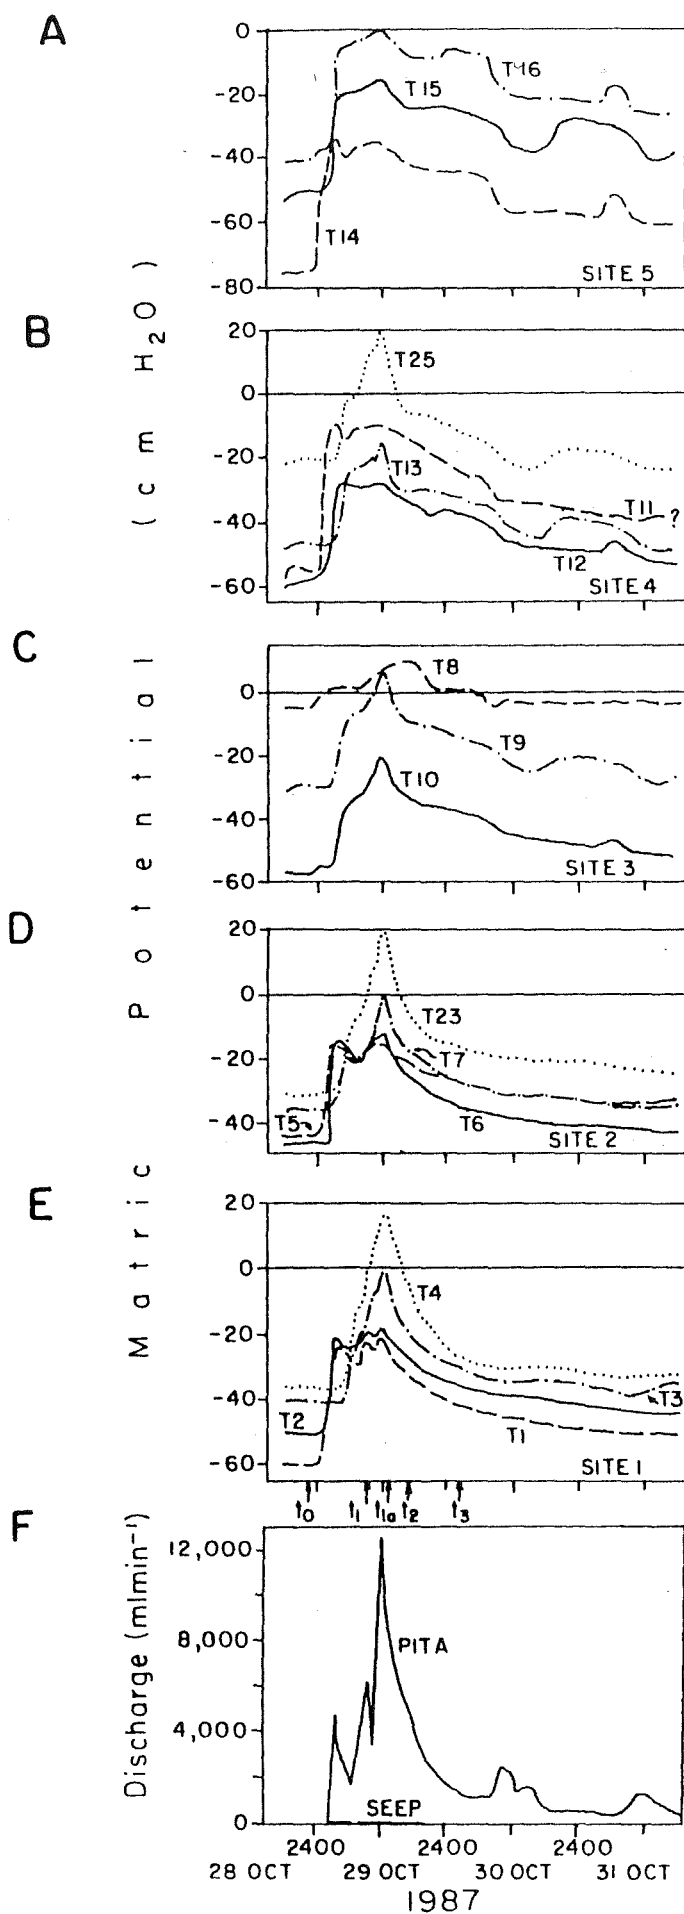 A
0
-20
-40
-60
-80
T46
T15
T14
SITE 5
B
20
0
-20
-40
-60
T25
T13
T11 ?
T12
SITE 4
C
0
-20
-40
-60
T8
T9
T10
SITE 3
D
20
0
-20
-40
T23
T7
T5
T6
SITE 2
E
20
0
-20
-40
-60
T4
T3
T2
T1
SITE 1
Matric Potential (cm H2O)
t0 t1 t1a t2 t3
F
12,000
8,000
4,000
0
Discharge (mlmin⁻¹)
PIT A
SEEP
2400 2400 2400
28 OCT 29 OCT 30 OCT 31 OCT
1987